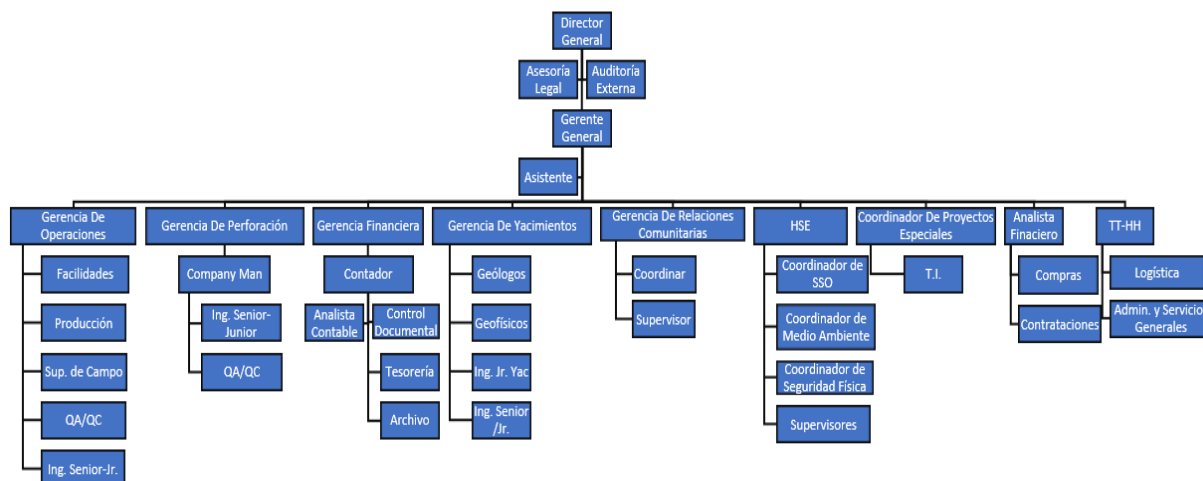 Director
General
Asesoría
Legal
Auditoría
Externa
Gerente
General
Asistente
Gerencia De
Operaciones
Facilidades
Producción
Sup. de Campo
QA/QC
Ing. Senior-Jr.
Gerencia De Perforación
Company Man
Ing. Senior-
Junior
QA/QC
Gerencia Financiera
Contador
Analista
Contable
Control
Documental
Tesorería
Archivo
Gerencia De Yacimientos
Geólogos
Geofísicos
Ing. Jr. Yac
Ing. Senior
/Jr.
Gerencia De Relaciones
Comunitarias
Coordinar
Supervisor
HSE
Coordinador de
SSO
Coordinador
de Medio Ambiente
Coordinador de
Seguridad Física
Supervisores
Coordinador De Proyectos
Especiales
T.I.
Analista
Finaciero
Compras
Contrataciones
TT-HH
Logística
Admin. y Servicio
Generales